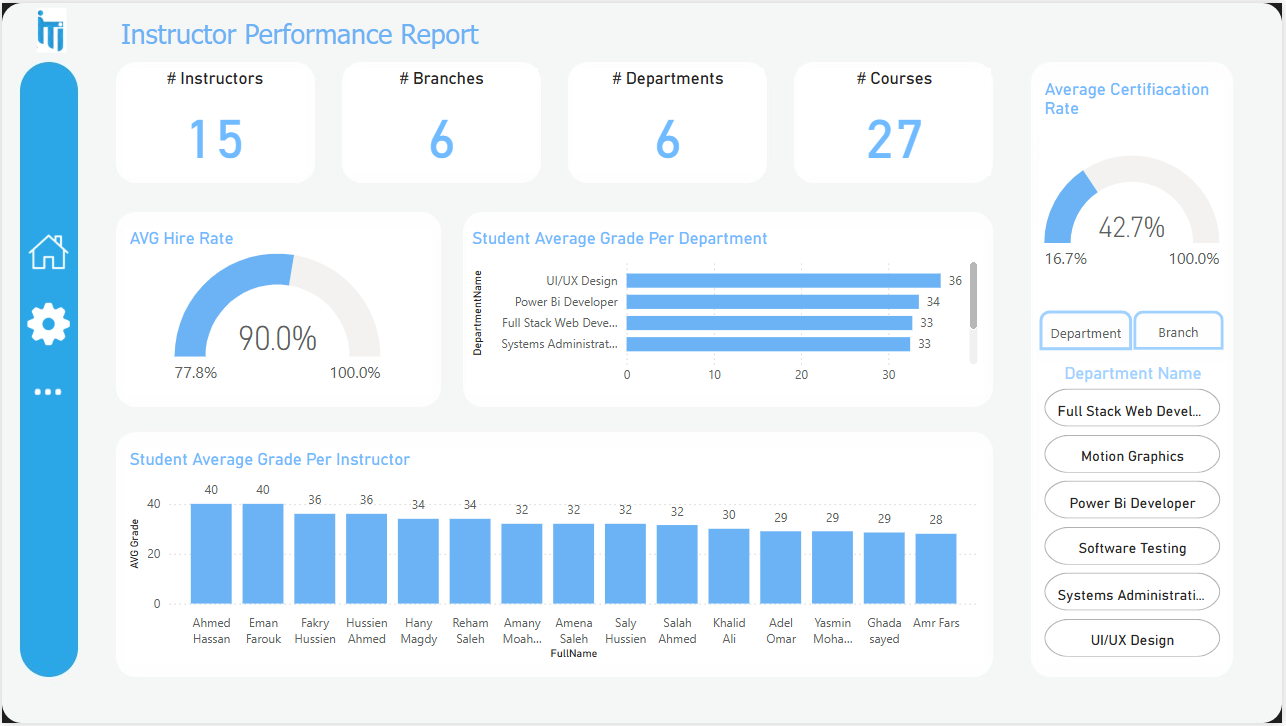 iTi
Instructor Performance Report
# Instructors
15
# Branches
6
# Departments
6
# Courses
27
Average Certifiacation
Rate
42.7%
16.7%
100.0%
AVG Hire Rate
90.0%
77.8%
100.0%
Student Average Grade Per Department
DepartmentName
UI/UX Design 36
Power Bi Developer 34
Full Stack Web Deve... 33
Systems Administrat... 33
0 10 20 30
Department
Branch
Department Name
Full Stack Web Devel...
Motion Graphics
Power Bi Developer
Software Testing
Systems Administrati...
UI/UX Design
Student Average Grade Per Instructor
AVG Grade
40
20
0
40 40 36 36 34 34 32 32 32 32 30 29 29 29 28
Ahmed Eman Fakry Hussien Hany Reham Amany Amena Saly Salah Khalid Adel Yasmin Ghada Amr Fars
Hassan Farouk Hussien Ahmed Magdy Saleh Moah... Saleh Hussien Ahmed Ali Omar Moha... sayed
FullName